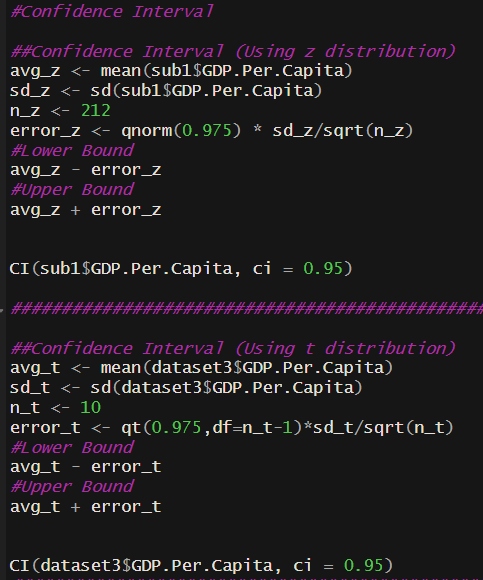 #Confidence Interval
##Confidence Interval (Using z distribution)
avg_z <- mean(sub1$GDP.Per.Capita)
sd_z <- sd(sub1$GDP.Per.Capita)
n_z <- 212
error_z <- qnorm(0.975) * sd_z/sqrt(n_z)
#Lower Bound
avg_z - error_z
#Upper Bound
avg_z + error_z
CI(sub1$GDP.Per.Capita, ci = 0.95)
################################################
##Confidence Interval (Using t distribution)
avg_t <- mean(dataset3$GDP.Per.Capita)
sd_t <- sd(dataset3$GDP.Per.Capita)
n_t <- 10
error_t <- qt(0.975,df=n_t-1)*sd_t/sqrt(n_t)
#Lower Bound
avg_t - error_t
#Upper Bound
avg_t + error_t
CI(dataset3$GDP.Per.Capita, ci = 0.95)